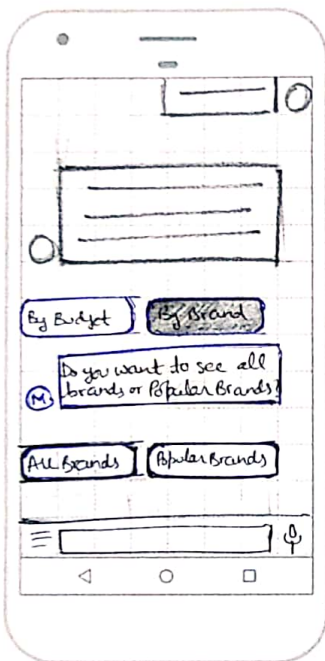 By Budget
By Brand
Do you want to see all
brands or Popular Brands?
M
All Brands
Popular Brands